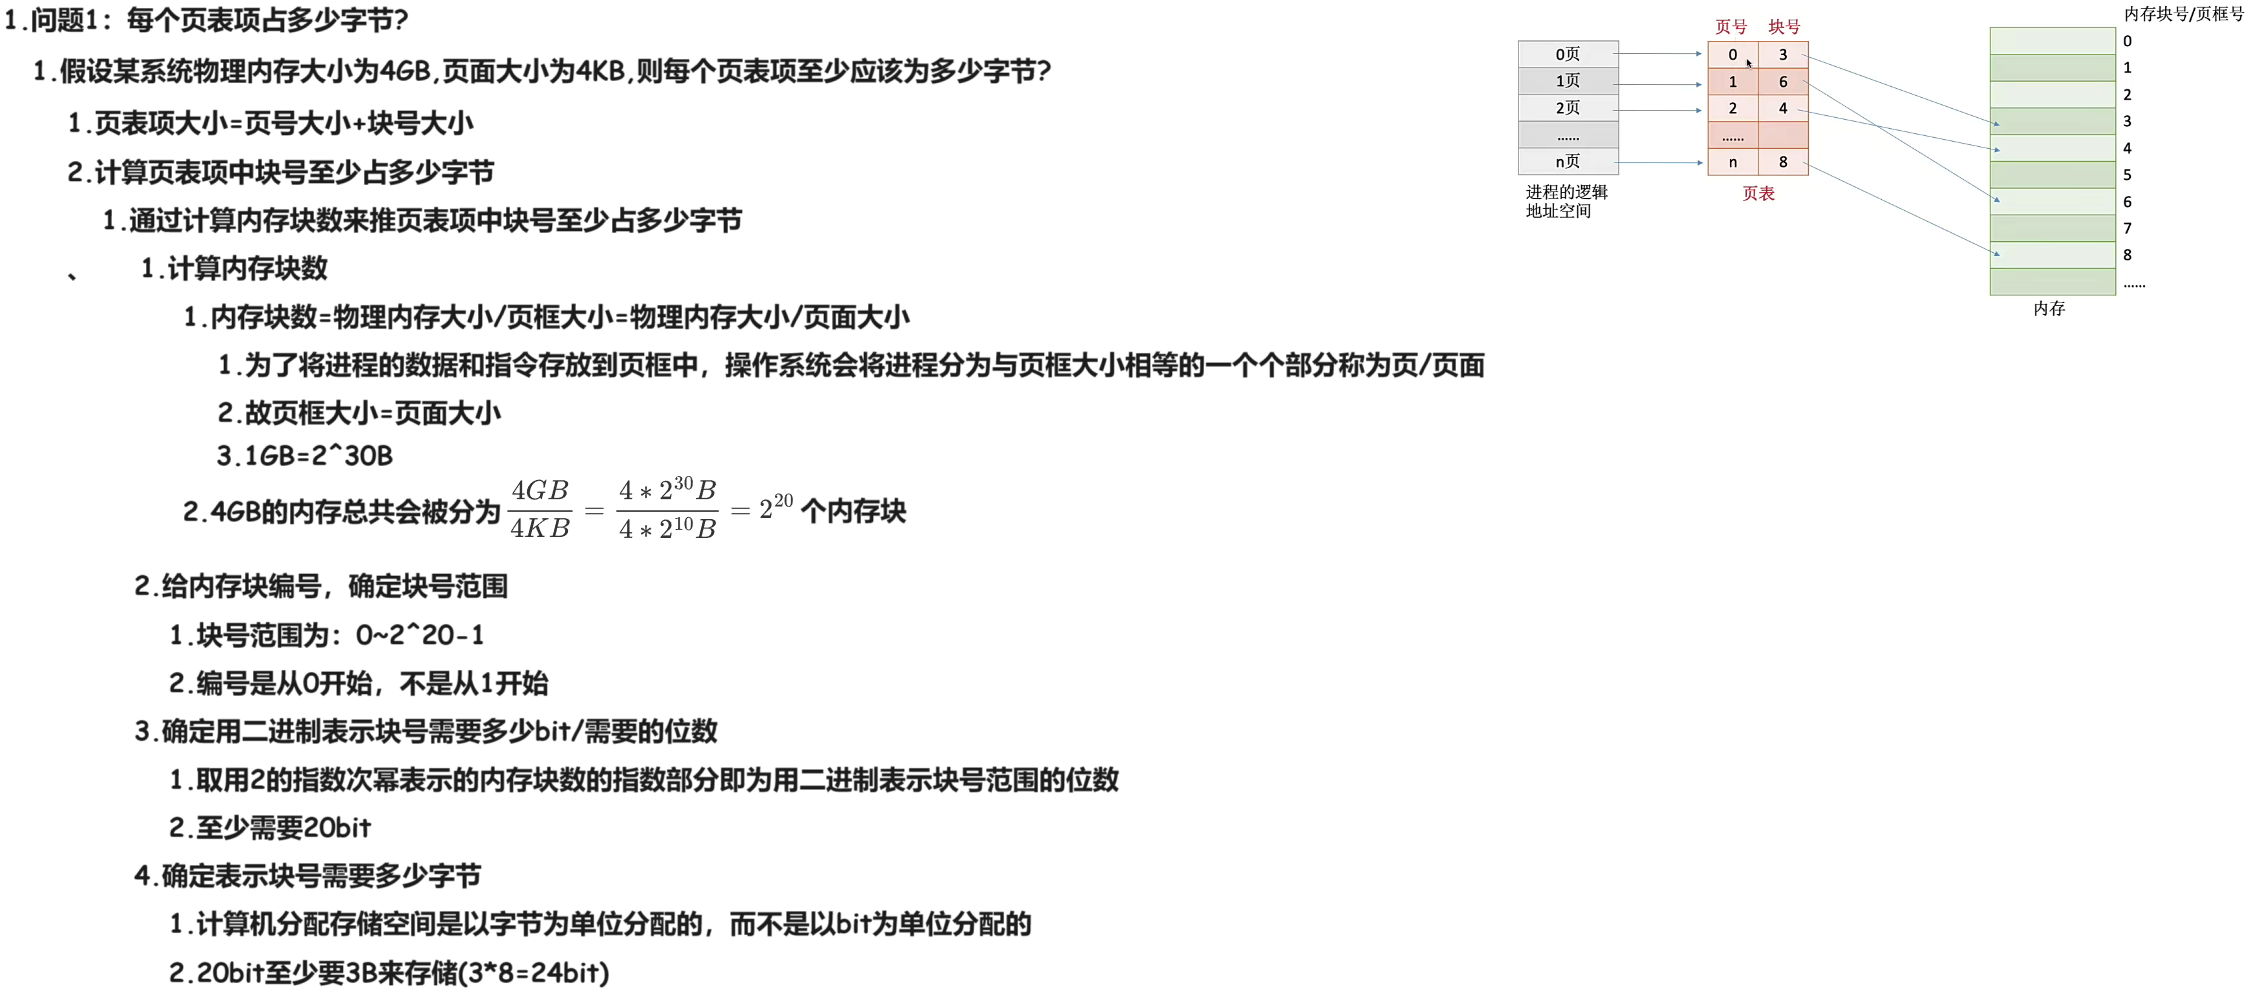 1.问题1：每个页表项占多少字节?
1.假设某系统物理内存大小为4GB,页面大小为4KB,则每个页表项至少应该为多少字节?
1.页表项大小=页号大小+块号大小
2.计算页表项中块号至少占多少字节
1.通过计算内存块数来推页表项中块号至少占多少字节
、 1.计算内存块数
1.内存块数=物理内存大小/页框大小=物理内存大小/页面大小
1.为了将进程的数据和指令存放到页框中，操作系统会将进程分为与页框大小相等的一个个部分称为页/页面
2.故页框大小=页面大小
3.1GB=2^30B
2.4GB的内存总共会被分为 \frac{4GB}{4KB} = \frac{4*2^{30}B}{4*2^{10}B} = 2^{20} 个内存块
2.给内存块编号，确定块号范围
1.块号范围为：0~2^20-1
2.编号是从0开始，不是从1开始
3.确定用二进制表示块号需要多少bit/需要的位数
1.取用2的指数次幂表示的内存块数的指数部分即为用二进制表示块号范围的位数
2.至少需要20bit
4.确定表示块号需要多少字节
1.计算机分配存储空间是以字节为单位分配的，而不是以bit为单位分配的
2.20bit至少要3B来存储(3*8=24bit)
0页
1页
2页
……
n页
进程的逻辑
地址空间
页号 块号
0 3
1 6
2 4
……
n 8
页表
内存块号/页框号
0
1
2
3
4
5
6
7
8
……
内存